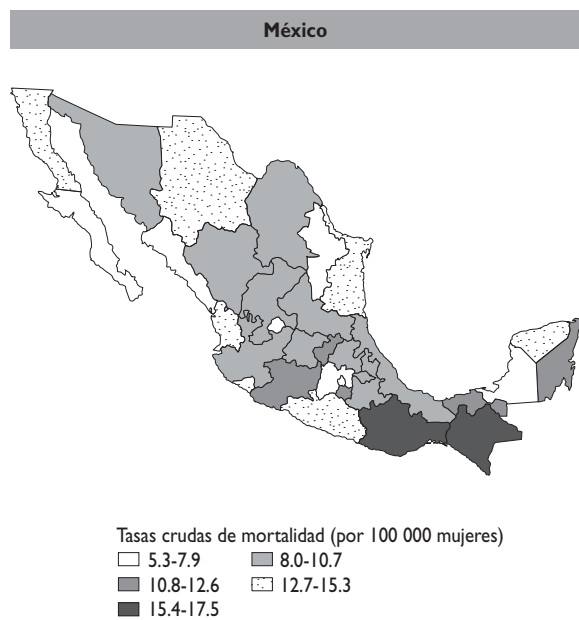 México
Tasas crudas de mortalidad (por 100 000 mujeres)
5.3-7.9 8.0-10.7
10.8-12.6 12.7-15.3
15.4-17.5